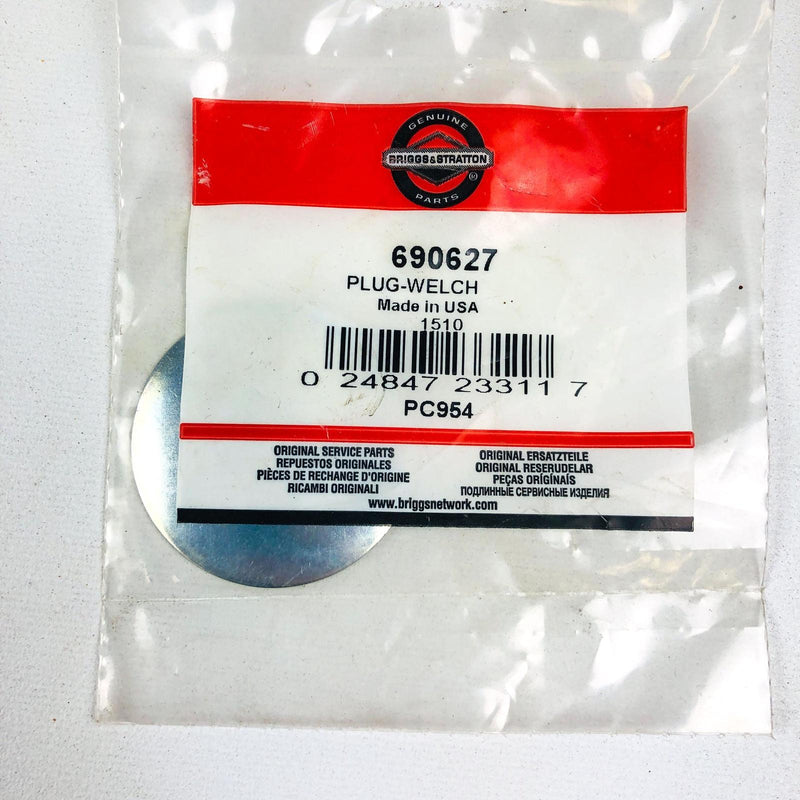 GENUINE
BRIGGS&STRATTON
®
PARTS
690627
PLUG-WELCH
Made in USA
1510
0 24847 23311 7
PC954
ORIGINAL SERVICE PARTS
REPUESTOS ORIGINALES
PIÈCES DE RECHANGE D'ORIGINE
RICAMBI ORIGINALI
ORIGINAL ERSATZTEILE
ORIGINAL RESERUDELAR
PEÇAS ORIGÍNAIS
ПОДЛИННЫЕ СЕРВИСНЫЕ ИЗДЕЛИЯ
www.briggsnetwork.com